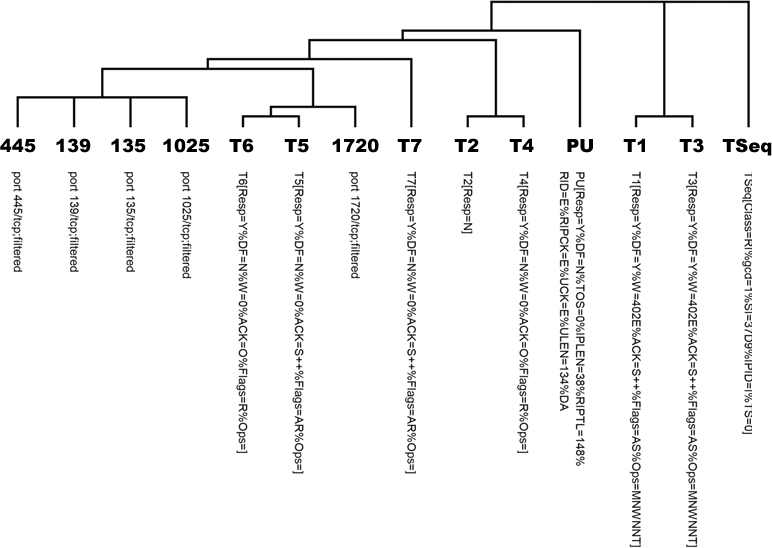 445 139 135 1025 T6 T5 1720 T7 T2 T4 PU T1 T3 TSeq
port 445/tcp;filtered
port 139/tcp;filtered
port 135/tcp;filtered
port 1025/tcp;filtered
T6[Resp=Y%DF=N%W=0%ACK=O%Flags=R%Ops=]
T5[Resp=Y%DF=N%W=0%ACK=S++%Flags=AR%Ops=]
port 1720/tcp;filtered
T7[Resp=Y%DF=N%W=0%ACK=S++%Flags=AR%Ops=]
T2[Resp=N]
T4[Resp=Y%DF=N%W=0%ACK=O%Flags=R%Ops=]
PU[Resp=Y%DF=N%TOS=0%IPLEN=38%RIPTL=148%
RID=E%RIPCK=E%UCK=E%ULEN=134%DA
T1[Resp=Y%DF=Y%W=402E%ACK=S++%Flags=AS%Ops=MNWNNT]
T3[Resp=Y%DF=Y%W=402E%ACK=S++%Flags=AS%Ops=MNWNNT]
TSeq[Class=RI%gcd=1%SI=37D9%IPID=I%TS=0]